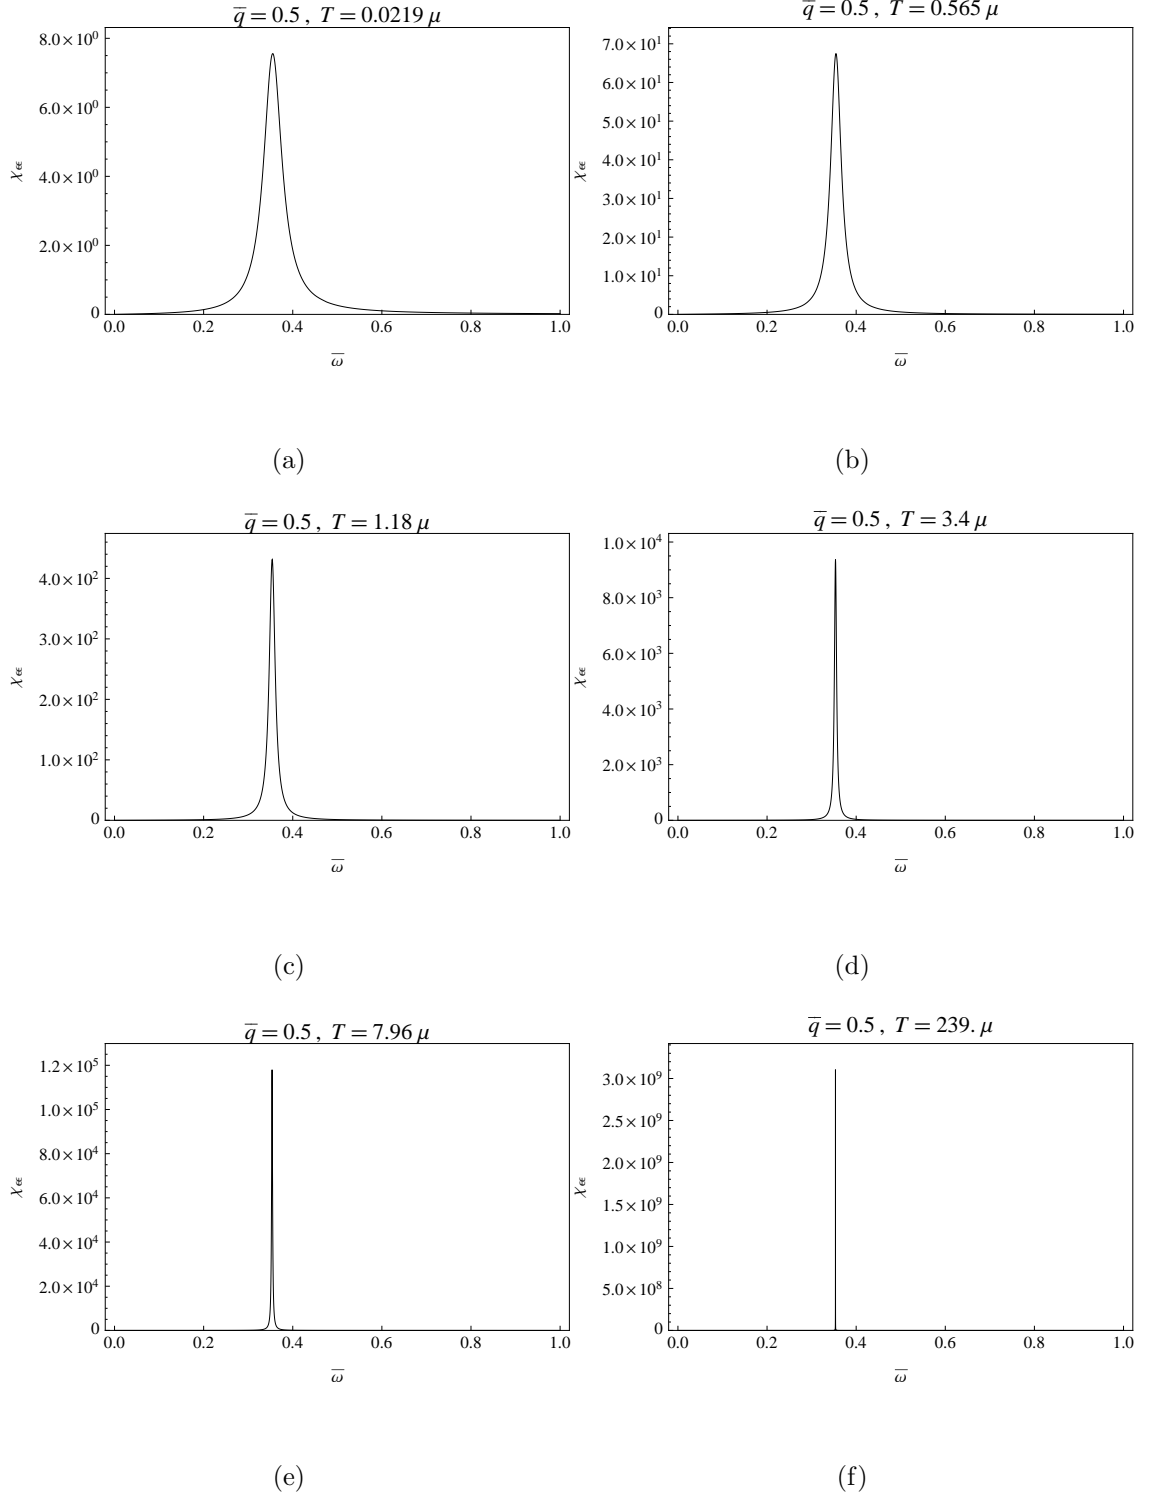 q̅ = 0.5 , T = 0.0219 μ
8.0×10⁰
6.0×10⁰
4.0×10⁰
2.0×10⁰
0
χϵϵ
0.0 0.2 0.4 0.6 0.8 1.0
ω̅
(a)
q̅ = 0.5 , T = 0.565 μ
7.0×10¹
6.0×10¹
5.0×10¹
4.0×10¹
3.0×10¹
2.0×10¹
1.0×10¹
0
χϵϵ
0.0 0.2 0.4 0.6 0.8 1.0
ω̅
(b)
q̅ = 0.5 , T = 1.18 μ
4.0×10²
3.0×10²
2.0×10²
1.0×10²
0
χϵϵ
0.0 0.2 0.4 0.6 0.8 1.0
ω̅
(c)
q̅ = 0.5 , T = 3.4 μ
1.0×10⁴
8.0×10³
6.0×10³
4.0×10³
2.0×10³
0
χϵϵ
0.0 0.2 0.4 0.6 0.8 1.0
ω̅
(d)
q̅ = 0.5 , T = 7.96 μ
1.2×10⁵
1.0×10⁵
8.0×10⁴
6.0×10⁴
4.0×10⁴
2.0×10⁴
0
χϵϵ
0.0 0.2 0.4 0.6 0.8 1.0
ω̅
(e)
q̅ = 0.5 , T = 239. μ
3.0×10⁹
2.5×10⁹
2.0×10⁹
1.5×10⁹
1.0×10⁹
5.0×10⁸
0
χϵϵ
0.0 0.2 0.4 0.6 0.8 1.0
ω̅
(f)